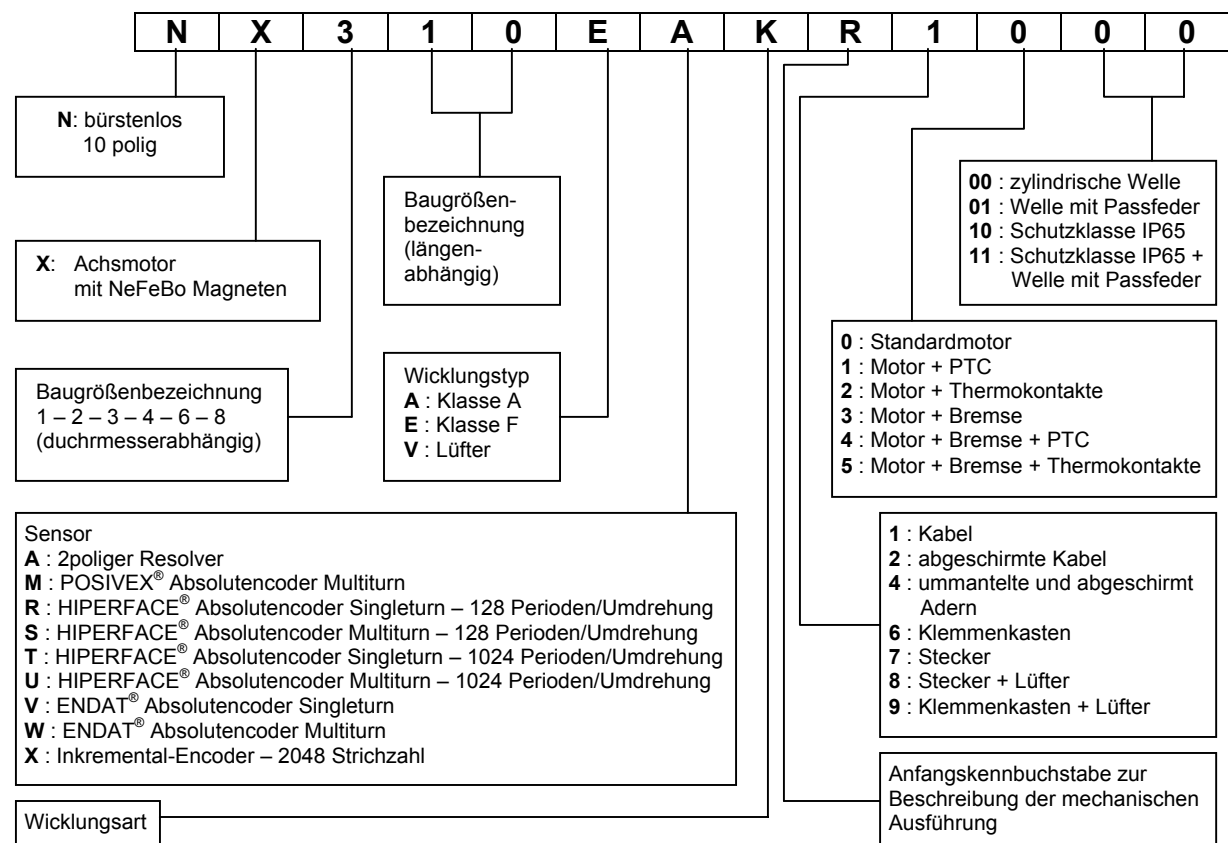 N X 3 1 0 E A K R 1 0 0 0
N: bürstenlos
10 polig
X: Achsmotor
mit NeFeBo Magneten
Baugrößenbezeichnung
1 – 2 – 3 – 4 – 6 – 8
(duchrmesserabhängig)
Baugrößen-
bezeichnung
(längen-
abhängig)
Wicklungstyp
A : Klasse A
E : Klasse F
V : Lüfter
00 : zylindrische Welle
01 : Welle mit Passfeder
10 : Schutzklasse IP65
11 : Schutzklasse IP65 +
Welle mit Passfeder
0 : Standardmotor
1 : Motor + PTC
2 : Motor + Thermokontakte
3 : Motor + Bremse
4 : Motor + Bremse + PTC
5 : Motor + Bremse + Thermokontakte
Sensor
A : 2poliger Resolver
M : POSIVEX® Absolutencoder Multiturn
R : HIPERFACE® Absolutencoder Singleturn – 128 Perioden/Umdrehung
S : HIPERFACE® Absolutencoder Multiturn – 128 Perioden/Umdrehung
T : HIPERFACE® Absolutencoder Singleturn – 1024 Perioden/Umdrehung
U : HIPERFACE® Absolutencoder Multiturn – 1024 Perioden/Umdrehung
V : ENDAT® Absolutencoder Singleturn
W : ENDAT® Absolutencoder Multiturn
X : Inkremental-Encoder – 2048 Strichzahl
1 : Kabel
2 : abgeschirmte Kabel
4 : ummantelte und abgeschirmt
Adern
6 : Klemmenkasten
7 : Stecker
8 : Stecker + Lüfter
9 : Klemmenkasten + Lüfter
Wicklungsart
Anfangskennbuchstabe zur
Beschreibung der mechanischen
Ausführung